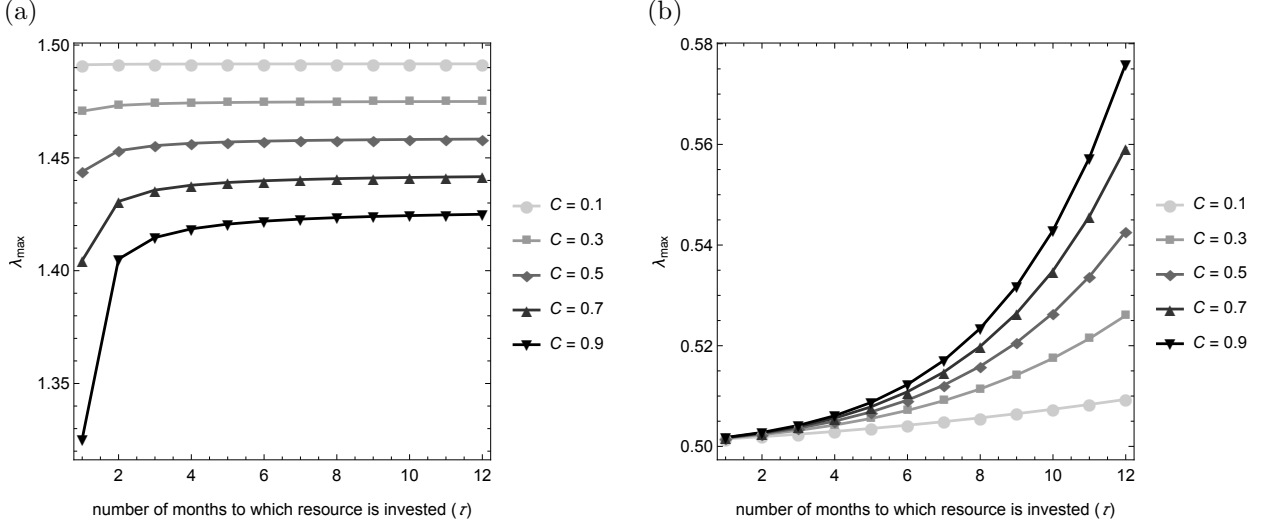 (a)
1.50
1.45
1.40
1.35
λmax
2 4 6 8 10 12
number of months to which resource is invested (r)
C = 0.1
C = 0.3
C = 0.5
C = 0.7
C = 0.9
(b)
0.58
0.56
0.54
0.52
0.50
λmax
2 4 6 8 10 12
number of months to which resource is invested (r)
C = 0.1
C = 0.3
C = 0.5
C = 0.7
C = 0.9